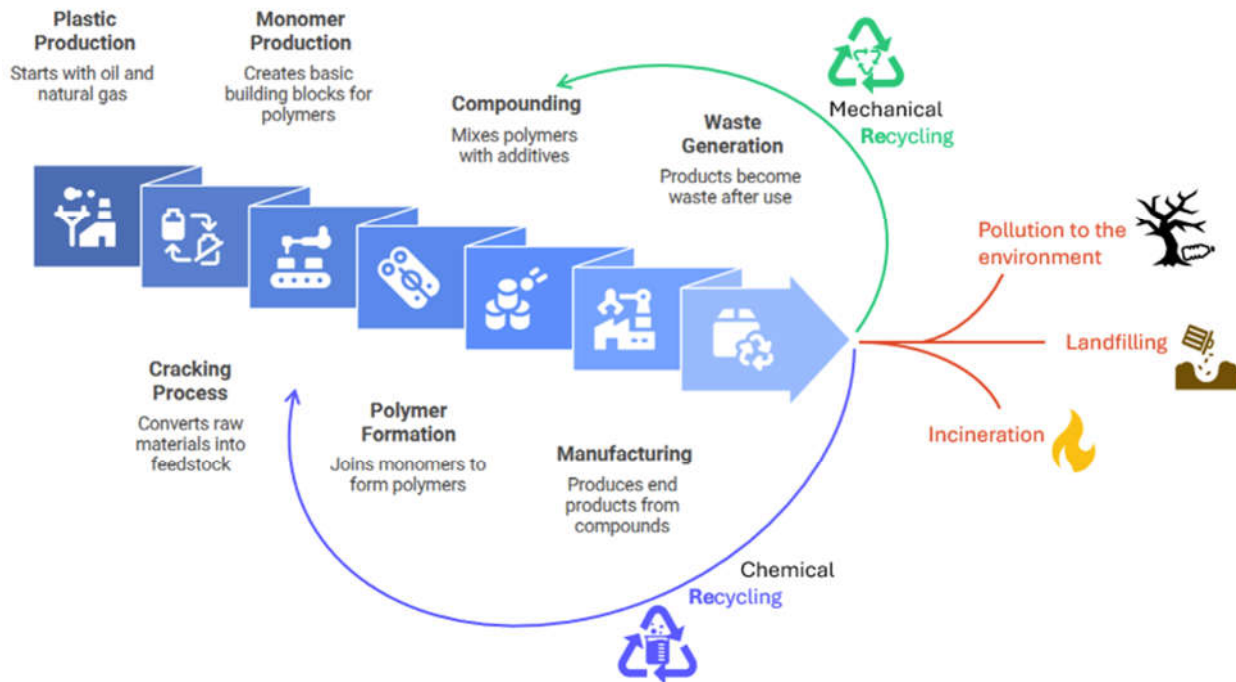 Plastic
Production
Starts with oil and
natural gas
Monomer
Production
Creates basic
building blocks for
polymers
Compounding
Mixes polymers
with additives
Waste
Generation
Products become
waste after use
Mechanical
Recycling
Pollution to the
environment
Landfilling
Incineration
Cracking
Process
Converts raw
materials into
feedstock
Polymer
Formation
Joins monomers to
form polymers
Manufacturing
Produces end
products from
compounds
Chemical
Recycling